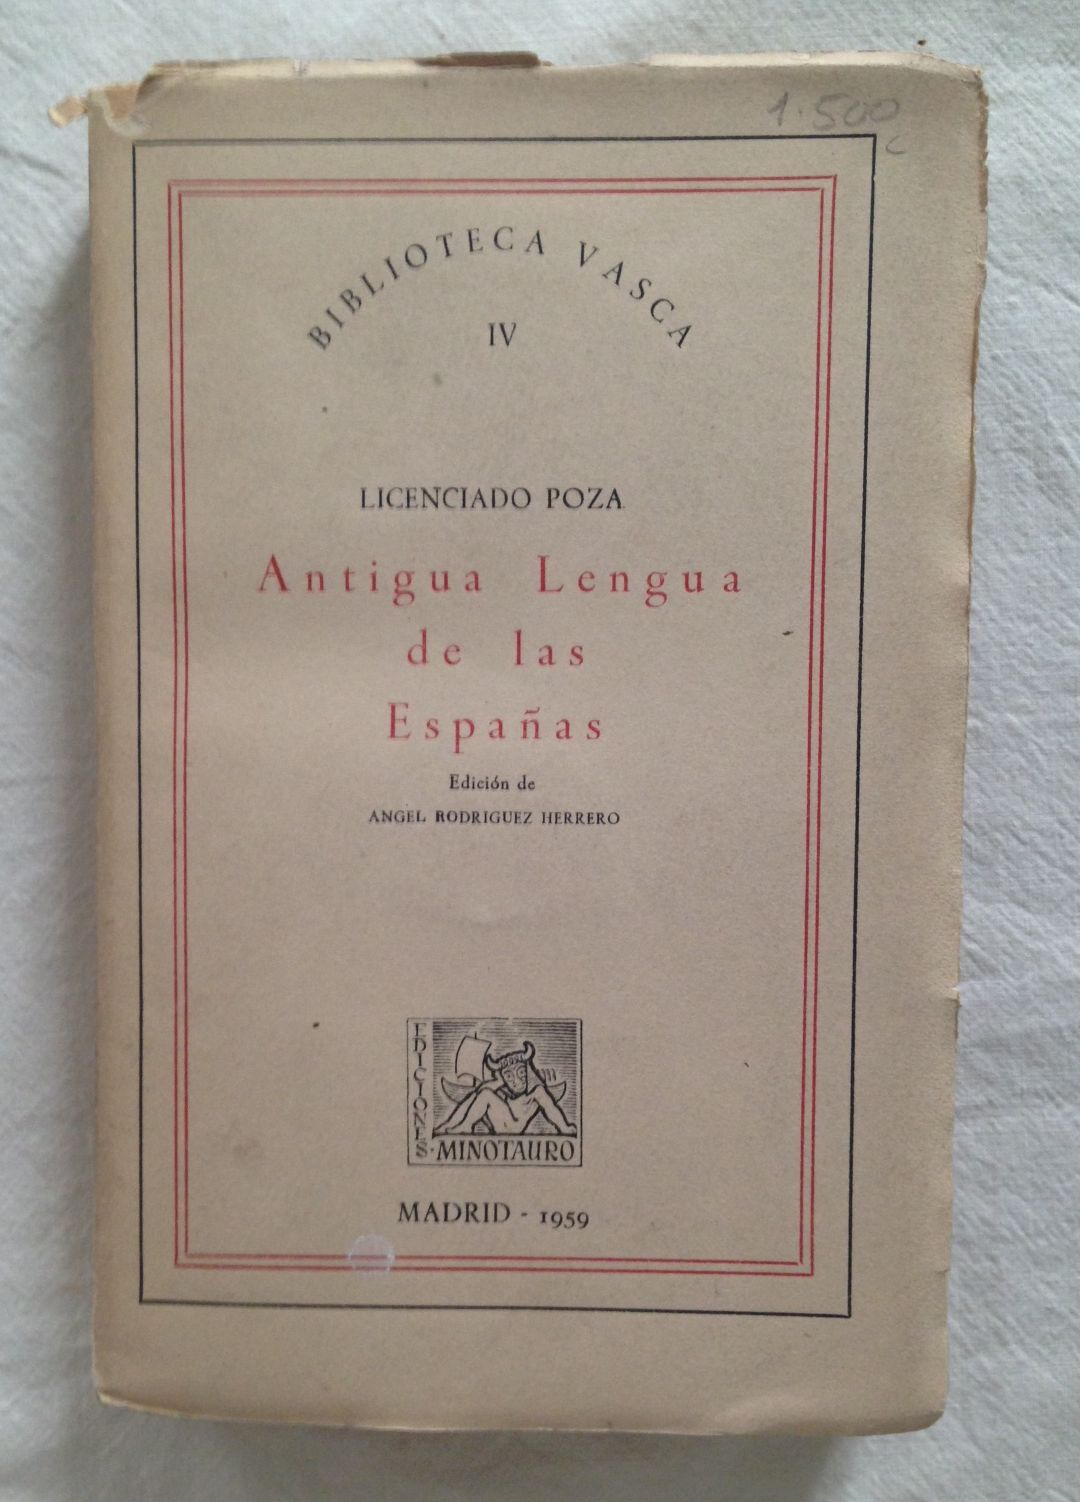 1.500
BIBLIOTECA VASCA
IV
LICENCIADO POZA
Antigua Lengua
de las
Españas
Edición de
ANGEL RODRIGUEZ HERRERO
EDICIONES
MINOTAURO
MADRID - 1959